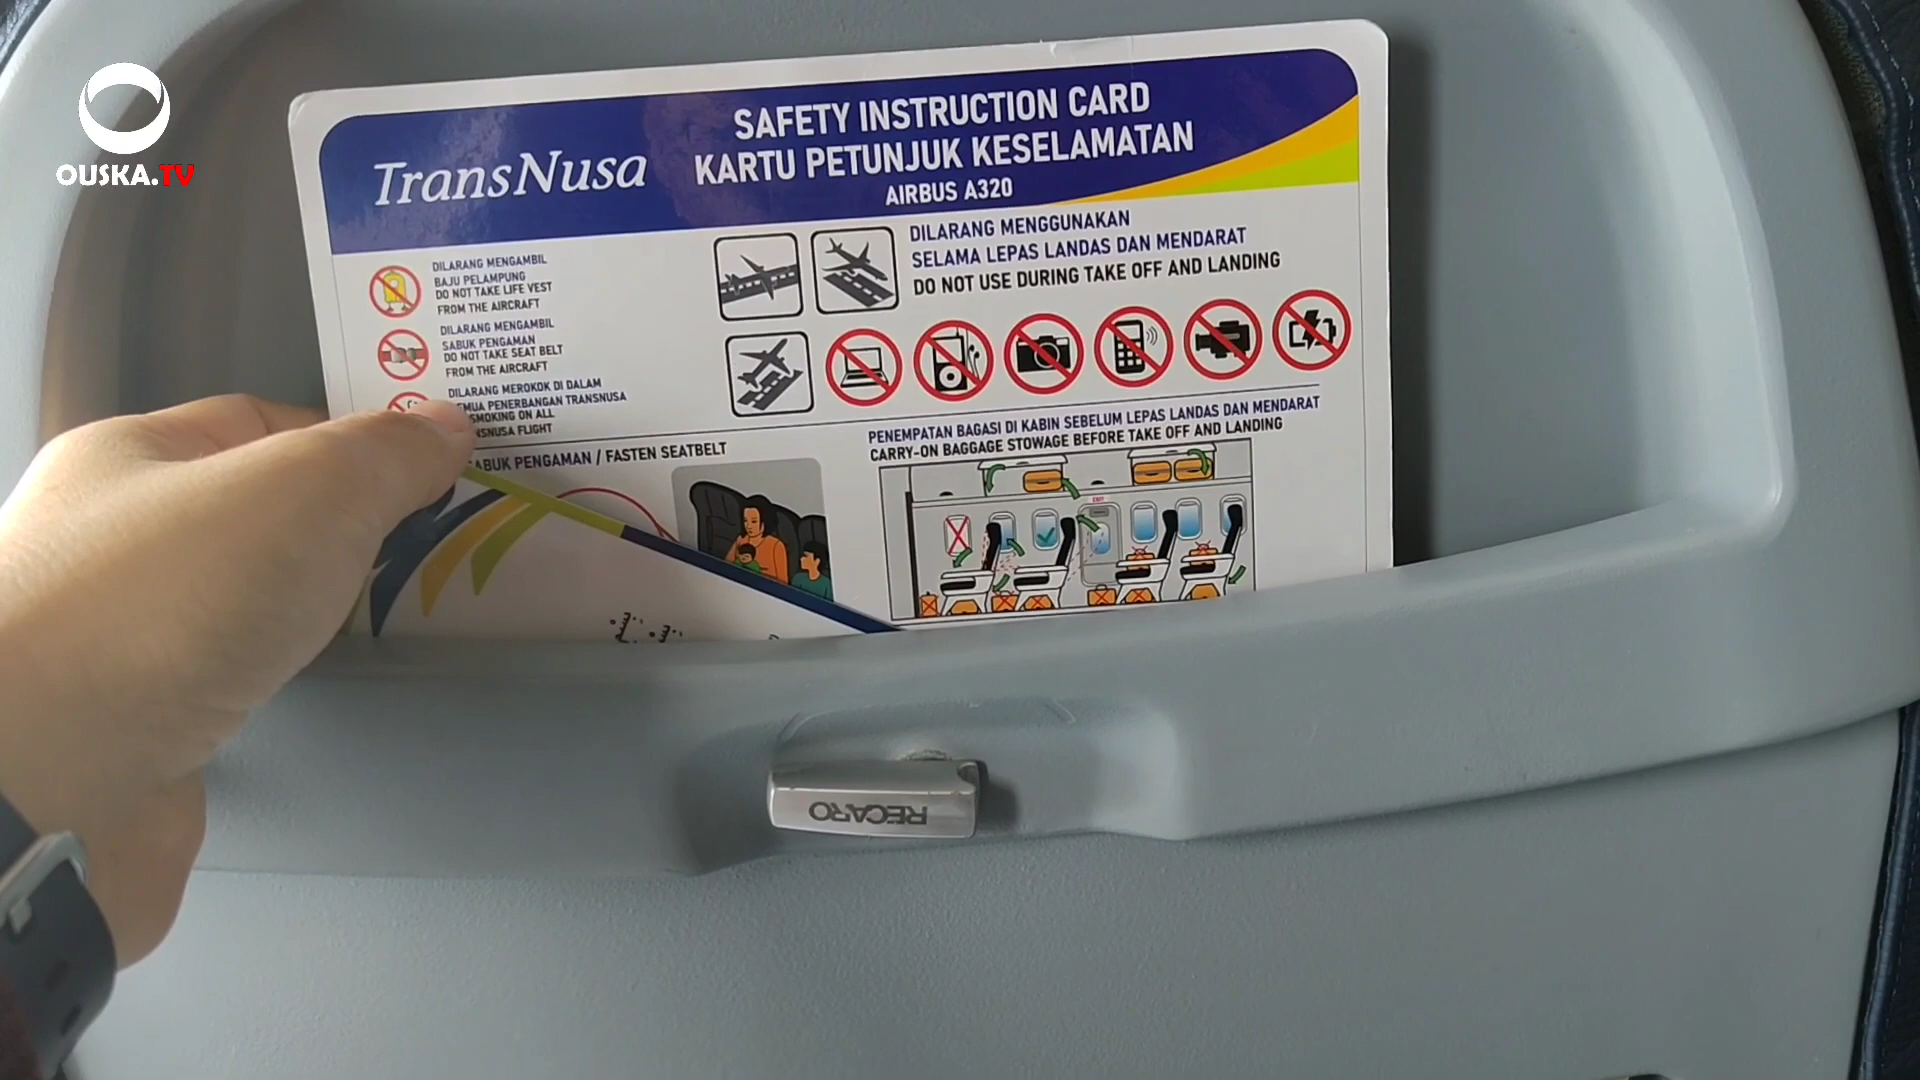 OUSKA.TV
SAFETY INSTRUCTION CARD
TransNusa
KARTU PETUNJUK KESELAMATAN
AIRBUS A320
DILARANG MENGAMBIL
BAJU PELAMPUNG
DO NOT TAKE LIFE VEST
FROM THE AIRCRAFT
DILARANG MENGAMBIL
SABUK PENGAMAN
DO NOT TAKE SEAT BELT
FROM THE AIRCRAFT
DILARANG MEROKOK DI DALAM
PENERBANGAN TRANSNUSA
SMOKING ON ALL
FLIGHT
DILARANG MENGGUNAKAN
SELAMA LEPAS LANDAS DAN MENDARAT
DO NOT USE DURING TAKE OFF AND LANDING
PENGAMAN / FASTEN SEATBELT
PENEMPATAN BAGASI DI KABIN SEBELUM LEPAS LANDAS DAN MENDARAT
CARRY-ON BAGGAGE STOWAGE BEFORE TAKE OFF AND LANDING
EXIT
RECARO